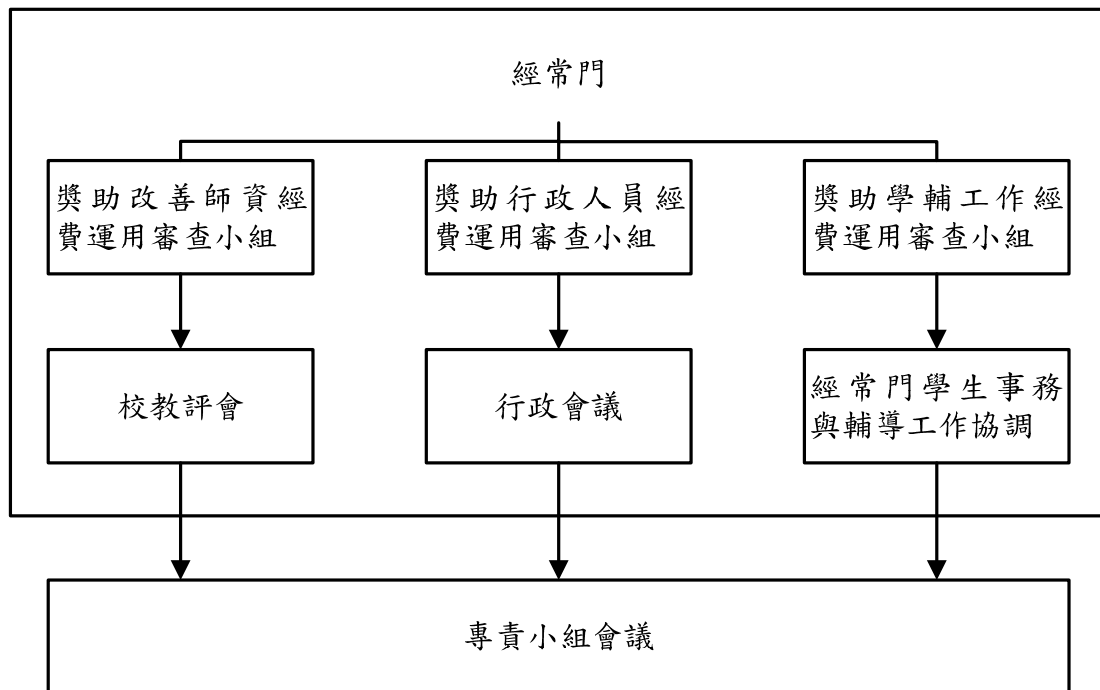 經常門
獎助改善師資經
費運用審查小組
獎助行政人員經
費運用審查小組
獎助學輔工作經
費運用審查小組
校教評會
行政會議
經常門學生事務
與輔導工作協調
專責小組會議